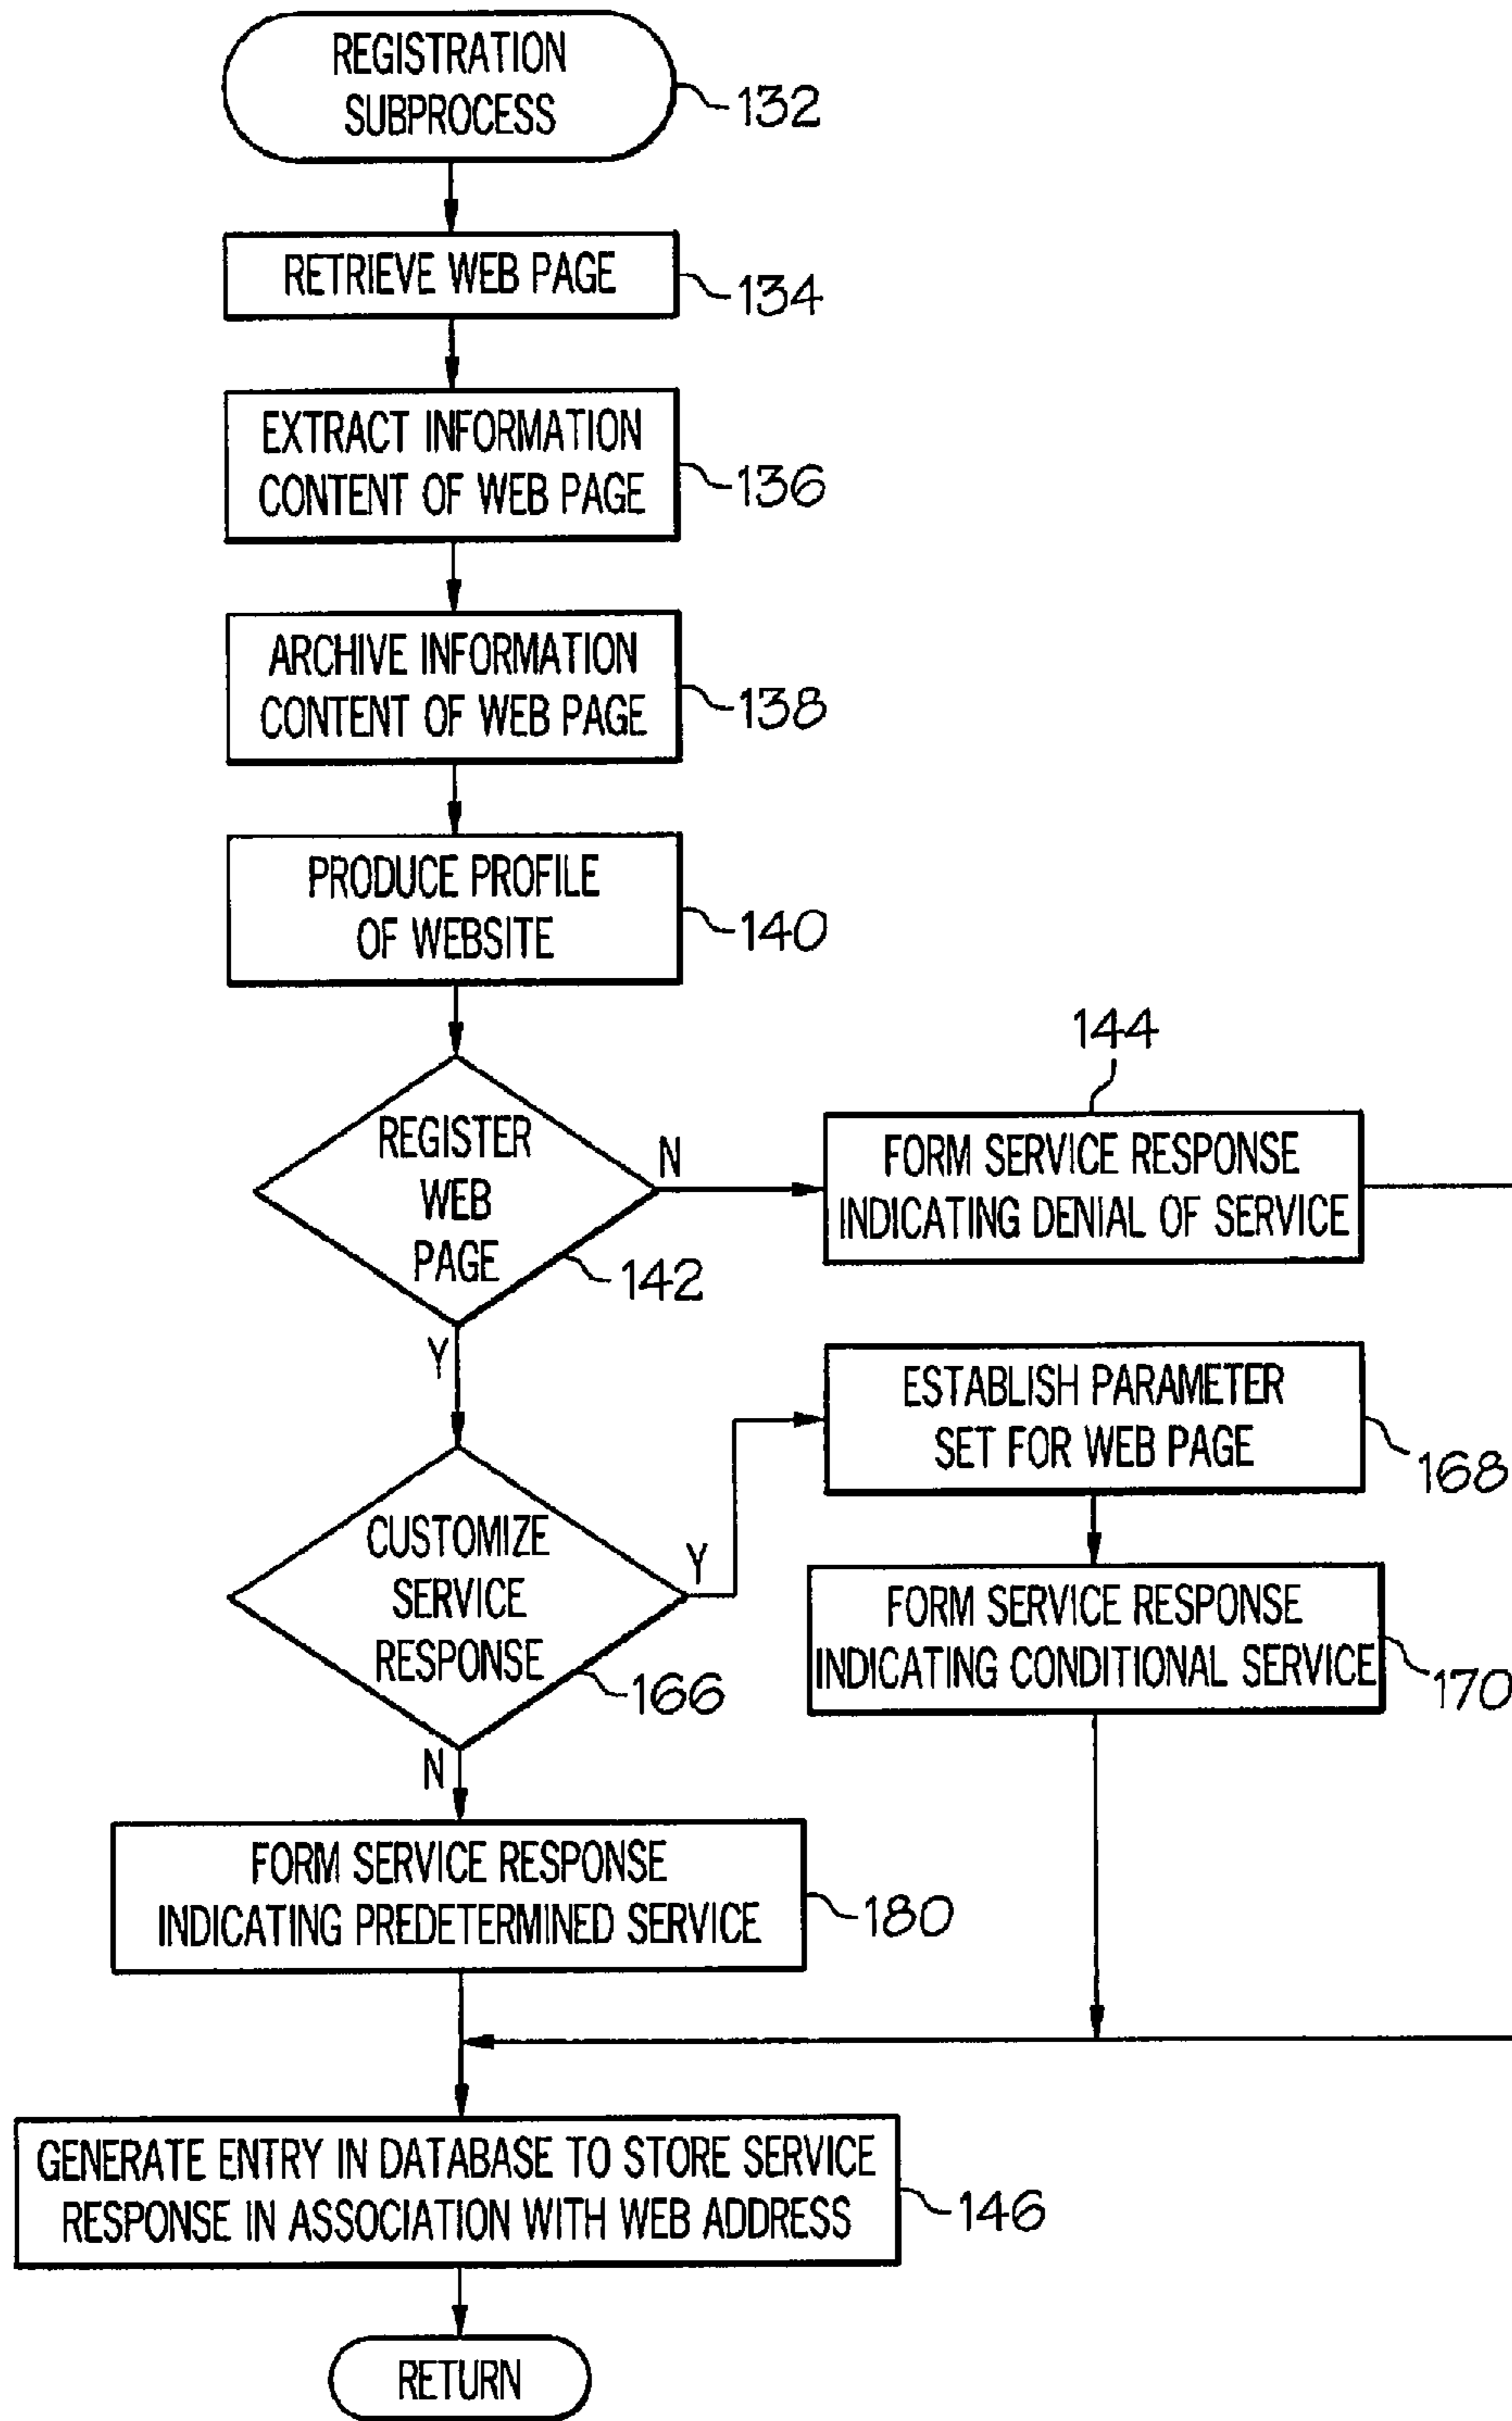 REGISTRATION
SUBPROCESS
132
RETRIEVE WEB PAGE
134
EXTRACT INFORMATION
CONTENT OF WEB PAGE
136
ARCHIVE INFORMATION
CONTENT OF WEB PAGE
138
PRODUCE PROFILE
OF WEBSITE
140
REGISTER
WEB
PAGE
142
N
144
FORM SERVICE RESPONSE
INDICATING DENIAL OF SERVICE
Y
CUSTOMIZE
SERVICE
RESPONSE
166
Y
ESTABLISH PARAMETER
SET FOR WEB PAGE
168
FORM SERVICE RESPONSE
INDICATING CONDITIONAL SERVICE
170
N
FORM SERVICE RESPONSE
INDICATING PREDETERMINED SERVICE
180
GENERATE ENTRY IN DATABASE TO STORE SERVICE
RESPONSE IN ASSOCIATION WITH WEB ADDRESS
146
RETURN